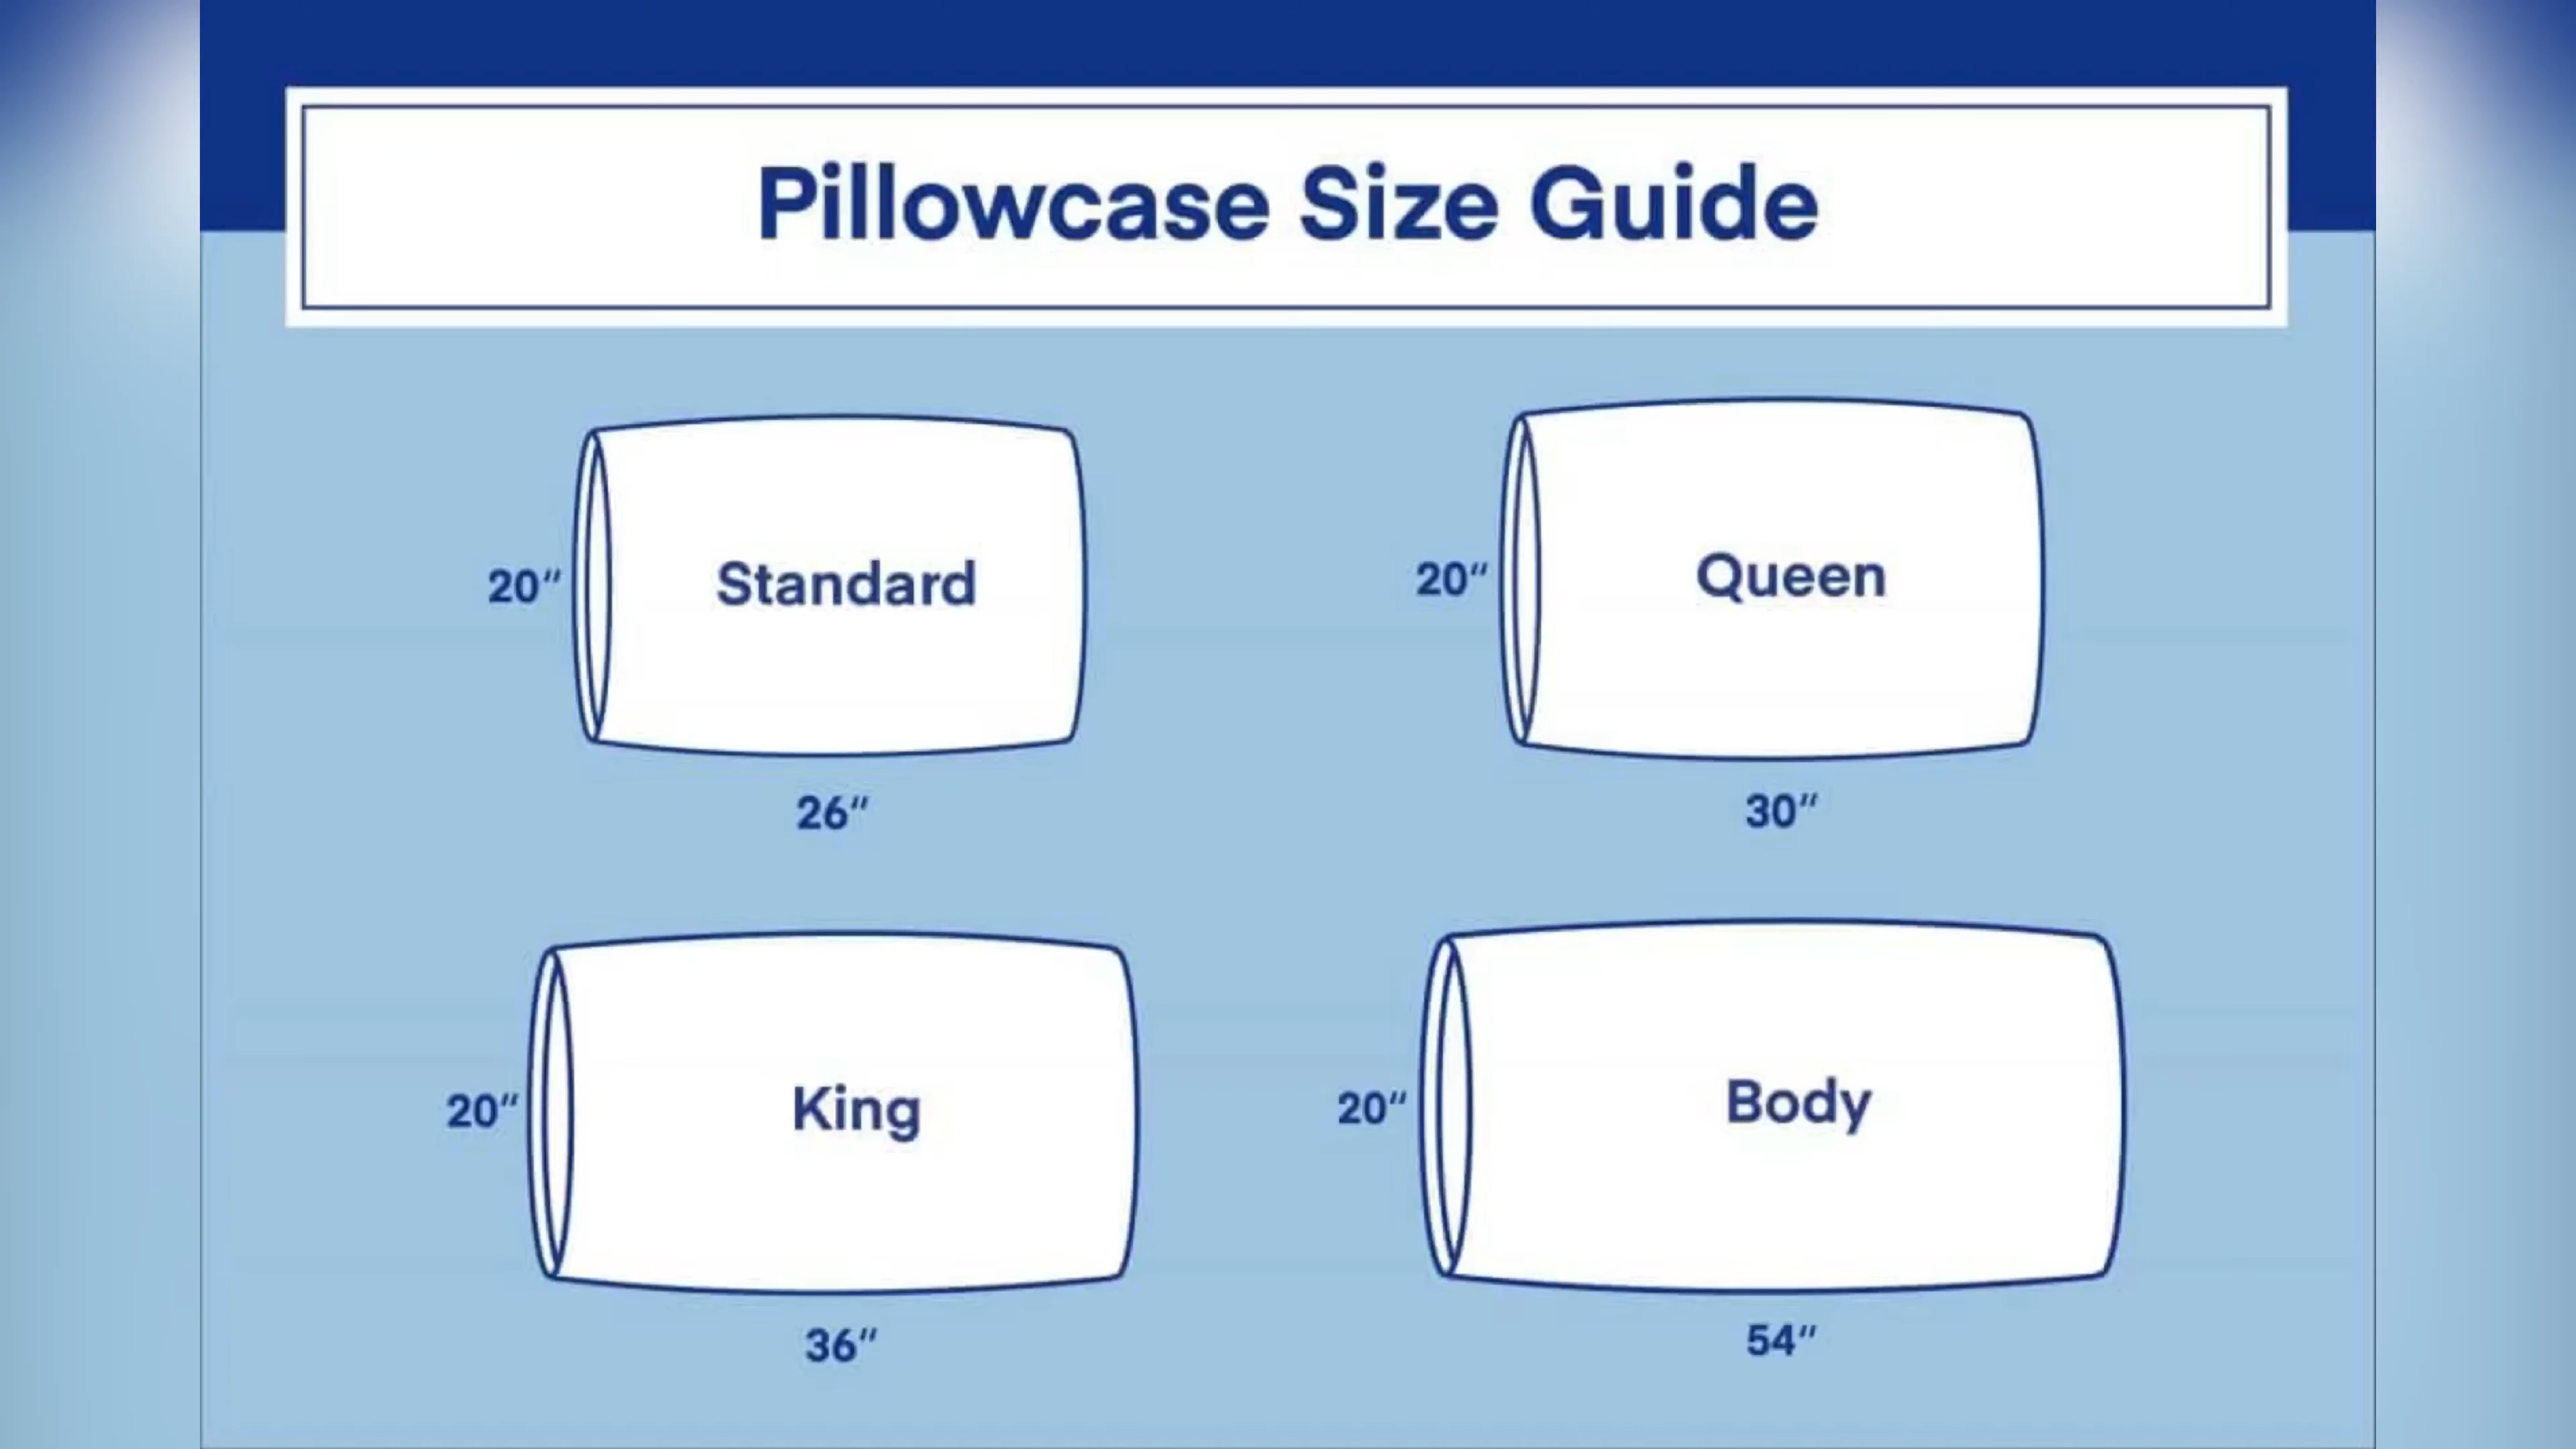 Pillowcase Size Guide
20"
Standard
26"
20"
Queen
30"
20"
King
36"
20"
Body
54"